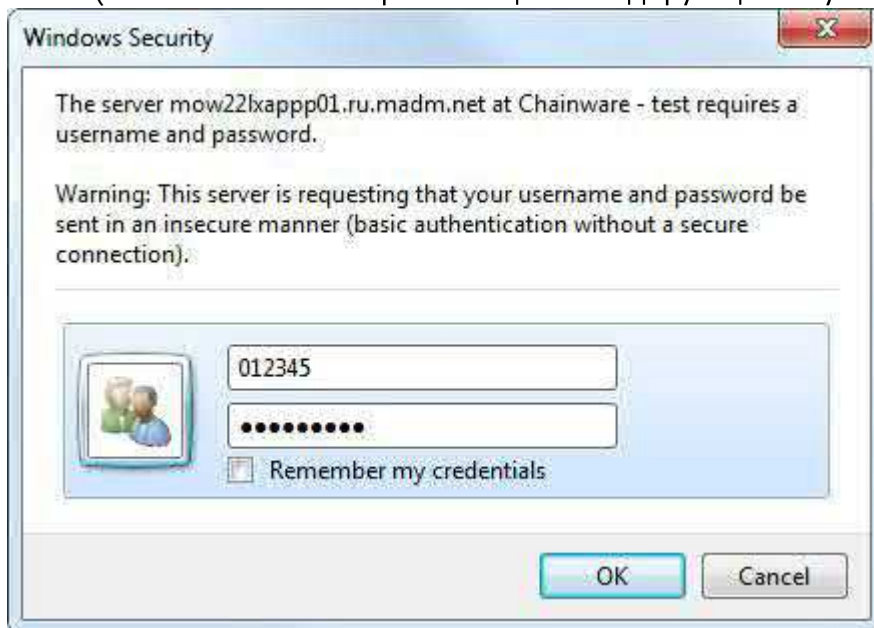 Windows Security
The server mow22lxappp01.ru.madm.net at Chainware - test requires a
username and password.
Warning: This server is requesting that your username and password be
sent in an insecure manner (basic authentication without a secure
connection).
012345
●●●●●●●●●
Remember my credentials
OK Cancel